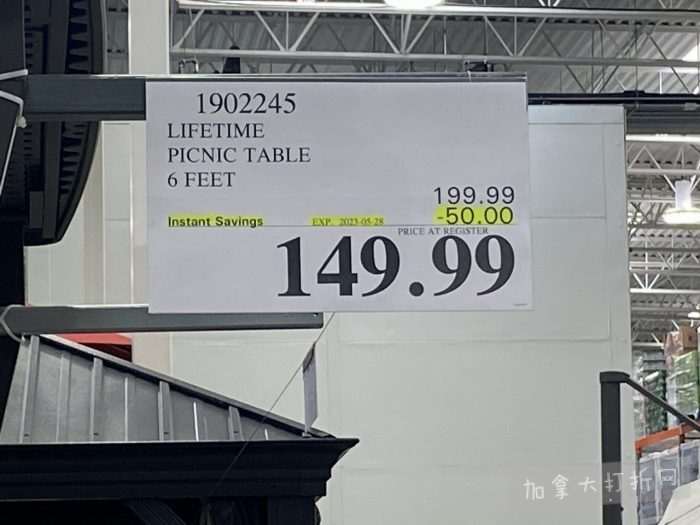 1902245
LIFETIME
PICNIC TABLE
6 FEET
199.99
Instant Savings EXP. 2023-05-28 -50.00
PRICE AT REGISTER
149.99
加拿大打折网